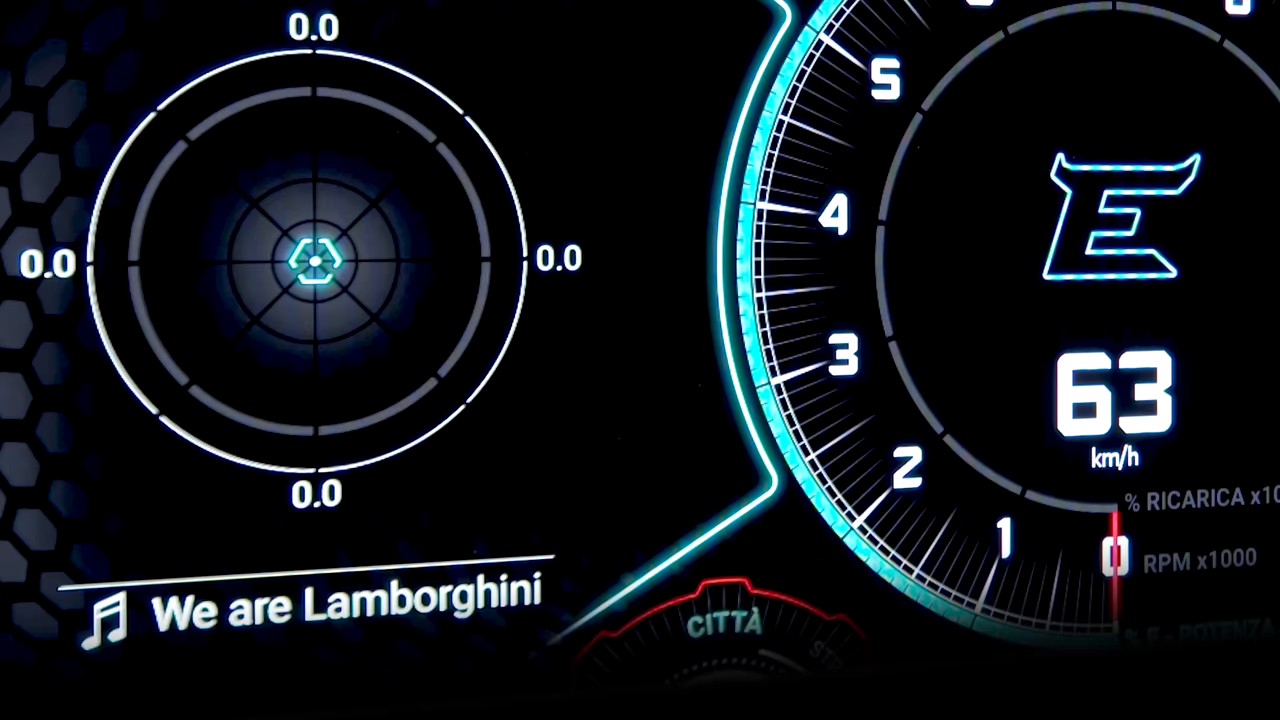 0.0
0.0
0.0
0.0
We are Lamborghini
CITTÀ
5
4
3
2
1
0
E
63
km/h
% RICARICA x10
RPM x1000
% E - POTENZA